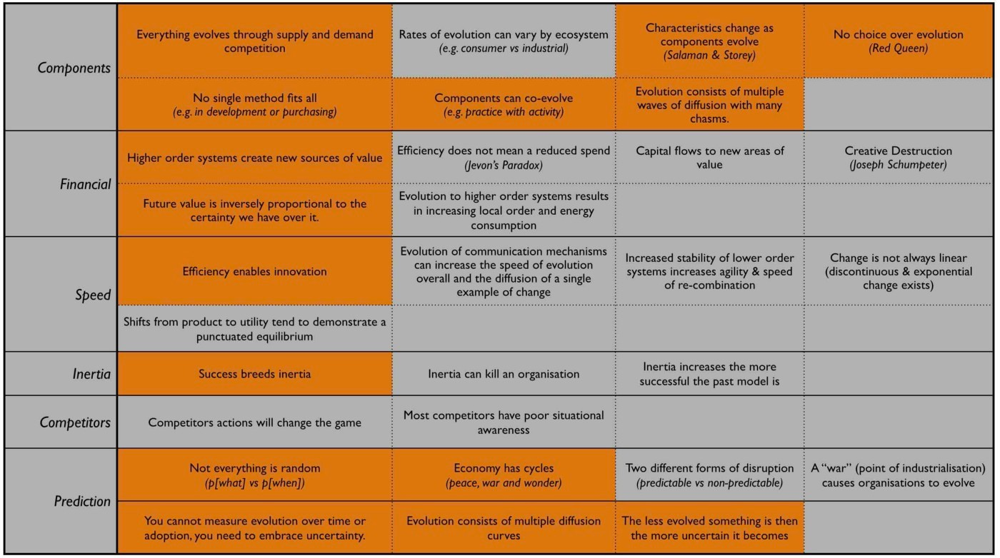 Components
Everything evolves through supply and demand
competition
Rates of evolution can vary by ecosystem
(e.g. consumer vs industrial)
Characteristics change as
components evolve
(Salaman & Storey)
No choice over evolution
(Red Queen)
No single method fits all
(e.g. in development or purchasing)
Components can co-evolve
(e.g. practice with activity)
Evolution consists of multiple
waves of diffusion with many
chasms.
Financial
Higher order systems create new sources of value
Efficiency does not mean a reduced spend
(Jevon's Paradox)
Capital flows to new areas of
value
Creative Destruction
(Joseph Schumpeter)
Future value is inversely proportional to the
certainty we have over it.
Evolution to higher order systems results
in increasing local order and energy
consumption
Speed
Efficiency enables innovation
Evolution of communication mechanisms
can increase the speed of evolution
overall and the diffusion of a single
example of change
Increased stability of lower order
systems increases agility & speed
of re-combination
Change is not always linear
(discontinuous & exponential
change exists)
Shifts from product to utility tend to demonstrate a
punctuated equilibrium
Inertia
Success breeds inertia
Inertia can kill an organisation
Inertia increases the more
successful the past model is
Competitors
Competitors actions will change the game
Most competitors have poor situational
awareness
Prediction
Not everything is random
(p[what] vs p[when])
Economy has cycles
(peace, war and wonder)
Two different forms of disruption
(predictable vs non-predictable)
A "war" (point of industrialisation)
causes organisations to evolve
You cannot measure evolution over time or
adoption, you need to embrace uncertainty.
Evolution consists of multiple diffusion
curves
The less evolved something is then
the more uncertain it becomes